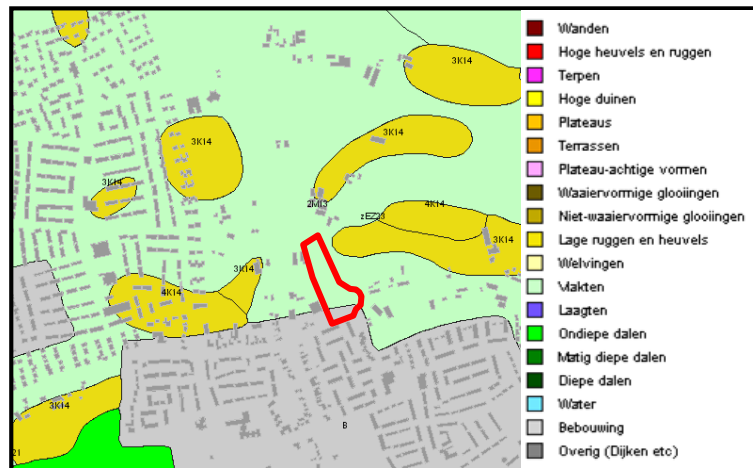 3K14
3K14
3K14
3K14
3K14
2M13
zEZ23
4K14
3K14
3K14
4K14
3K14
B
21
Wanden
Hoge heuvels en ruggen
Terpen
Hoge duinen
Plateaus
Terrassen
Plateau-achtige vormen
Waaiervormige glooiingen
Niet-waaiervormige glooiingen
Lage ruggen en heuvels
Welvingen
Vlakten
Laagten
Ondiepe dalen
Matig diepe dalen
Diepe dalen
Water
Bebouwing
Overig (Dijken etc)